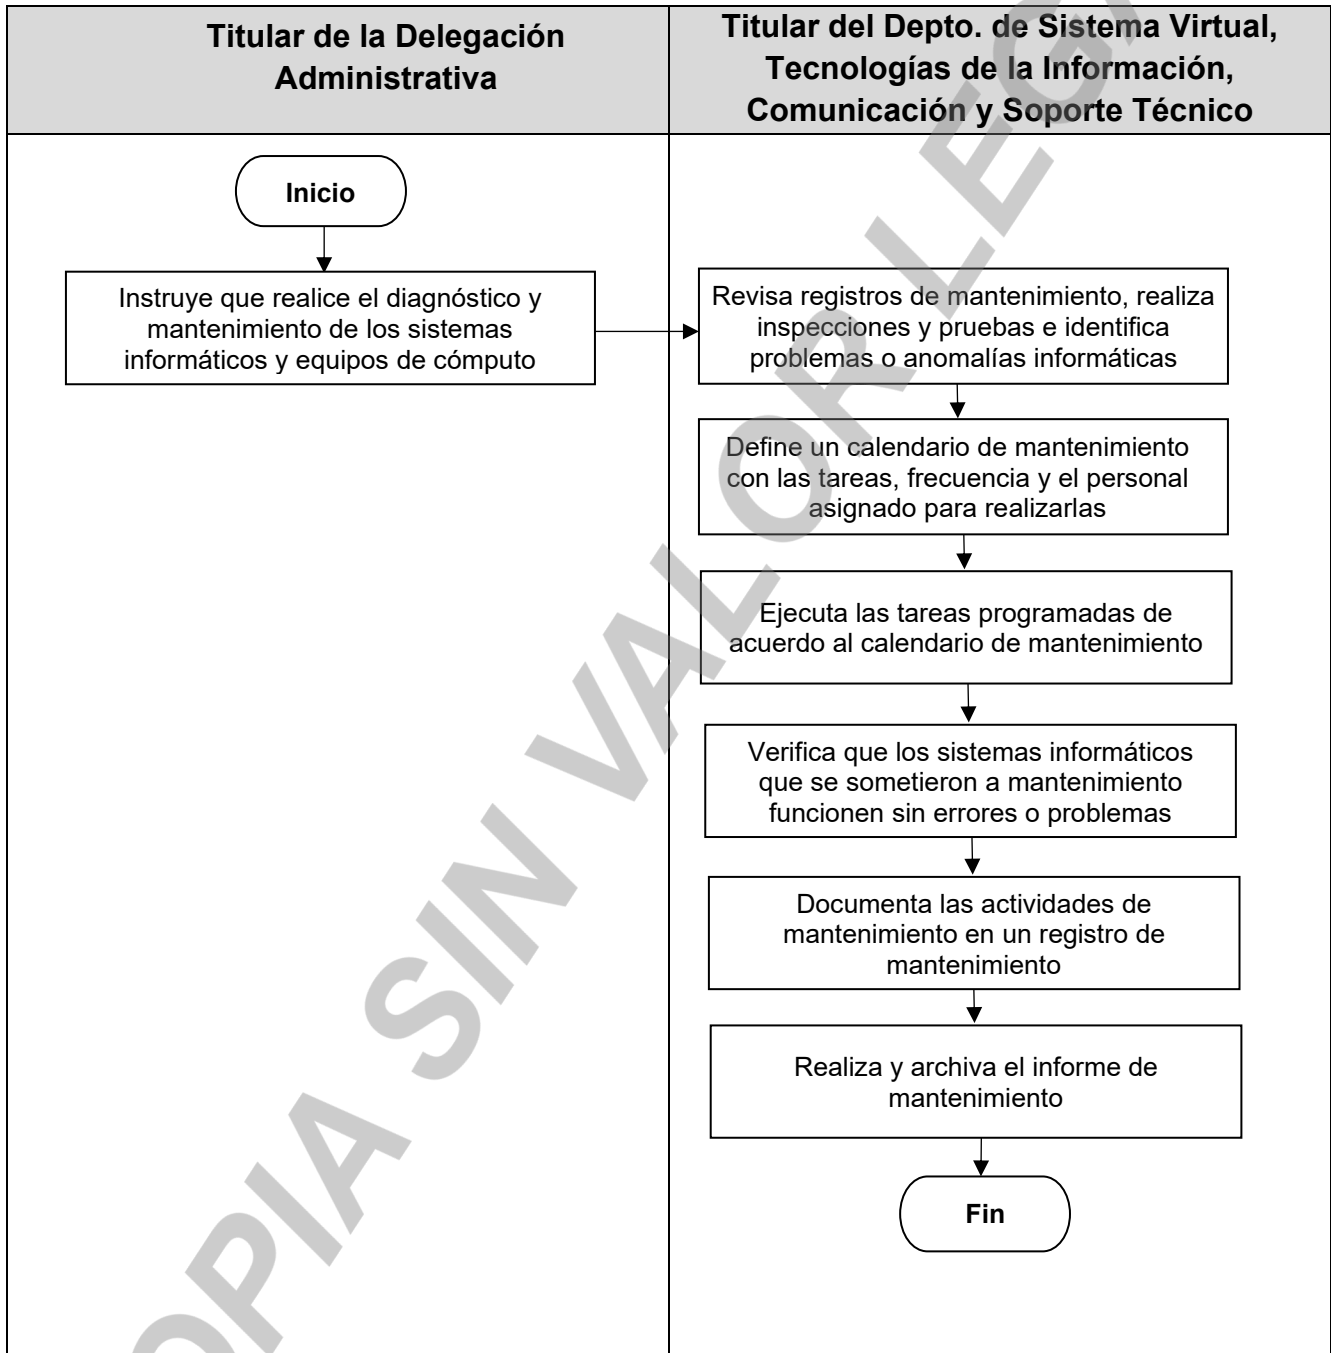 Titular de la Delegación
Administrativa
Titular del Depto. de Sistema Virtual,
Tecnologías de la Información,
Comunicación y Soporte Técnico
Inicio
Instruye que realice el diagnóstico y
mantenimiento de los sistemas
informáticos y equipos de cómputo
Revisa registros de mantenimiento, realiza
inspecciones y pruebas e identifica
problemas o anomalías informáticas
Define un calendario de mantenimiento
con las tareas, frecuencia y el personal
asignado para realizarlas
Ejecuta las tareas programadas de
acuerdo al calendario de mantenimiento
Verifica que los sistemas informáticos
que se sometieron a mantenimiento
funcionen sin errores o problemas
Documenta las actividades de
mantenimiento en un registro de
mantenimiento
Realiza y archiva el informe de
mantenimiento
Fin
OPIA SIN VALOR LEGA